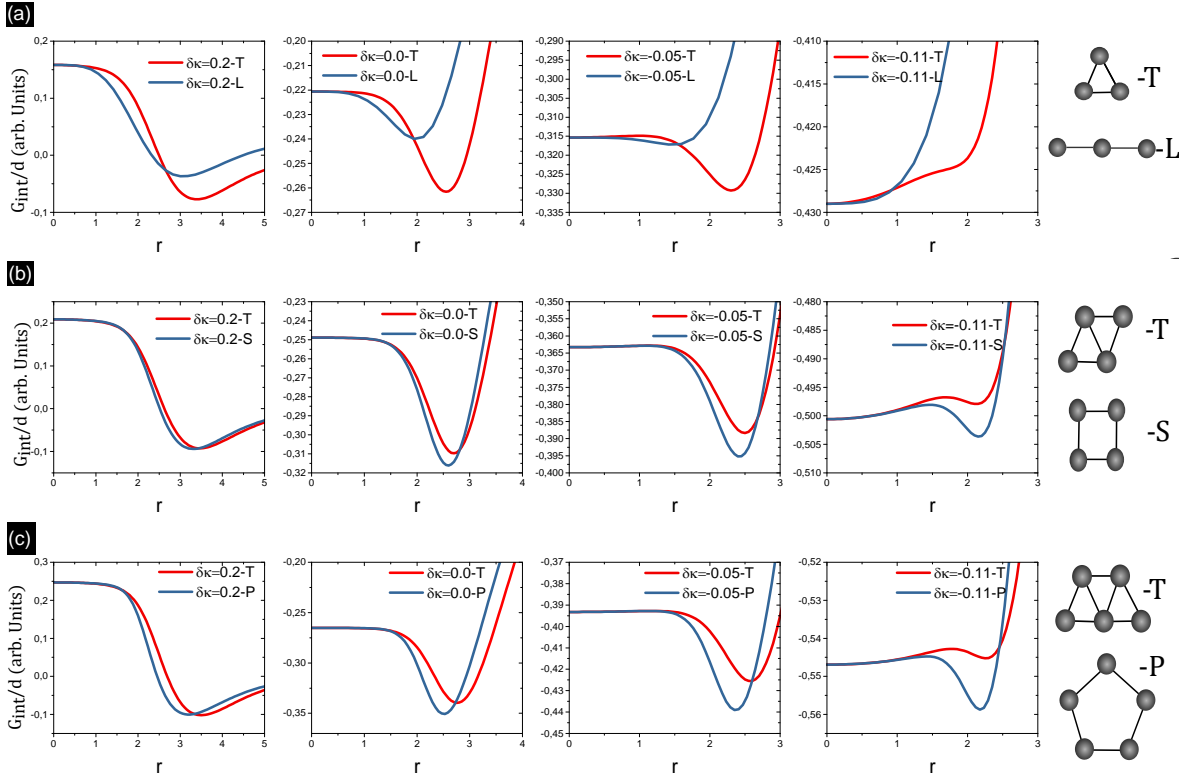 (a)
G_int/d (arb. Units)
0,2
0,1
0,0
-0,1
δκ=0.2-T
δκ=0.2-L
0 1 2 3 4 5
r
-0,20
-0,21
-0,22
-0,23
-0,24
-0,25
-0,26
-0,27
δκ=0.0-T
δκ=0.0-L
0 1 2 3 4
r
-0,290
-0,295
-0,300
-0,305
-0,310
-0,315
-0,320
-0,325
-0,330
-0,335
δκ=-0.05-T
δκ=-0.05-L
0 1 2 3
r
-0,410
-0,415
-0,420
-0,425
-0,430
δκ=-0.11-T
δκ=-0.11-L
0 1 2 3
r
-T
-L
(b)
G_int/d (arb. Units)
0,2
0,1
0,0
-0,1
δκ=0.2-T
δκ=0.2-S
0 1 2 3 4 5
r
-0,23
-0,24
-0,25
-0,26
-0,27
-0,28
-0,29
-0,30
-0,31
-0,32
δκ=0.0-T
δκ=0.0-S
0 1 2 3 4
r
-0,350
-0,355
-0,360
-0,365
-0,370
-0,375
-0,380
-0,385
-0,390
-0,395
-0,400
δκ=-0.05-T
δκ=-0.05-S
0 1 2 3
r
-0,480
-0,485
-0,490
-0,495
-0,500
-0,505
-0,510
δκ=-0.11-T
δκ=-0.11-S
0 1 2 3
r
-T
-S
(c)
G_int/d (arb. Units)
0,3
0,2
0,1
0,0
-0,1
δκ=0.2-T
δκ=0.2-P
0 1 2 3 4 5
r
-0,20
-0,25
-0,30
-0,35
δκ=0.0-T
δκ=0.0-P
0 1 2 3 4
r
-0,37
-0,38
-0,39
-0,40
-0,41
-0,42
-0,43
-0,44
-0,45
δκ=-0.05-T
δκ=-0.05-P
0 1 2 3
r
-0,52
-0,53
-0,54
-0,55
-0,56
δκ=-0.11-T
δκ=-0.11-P
0 1 2 3
r
-T
-P